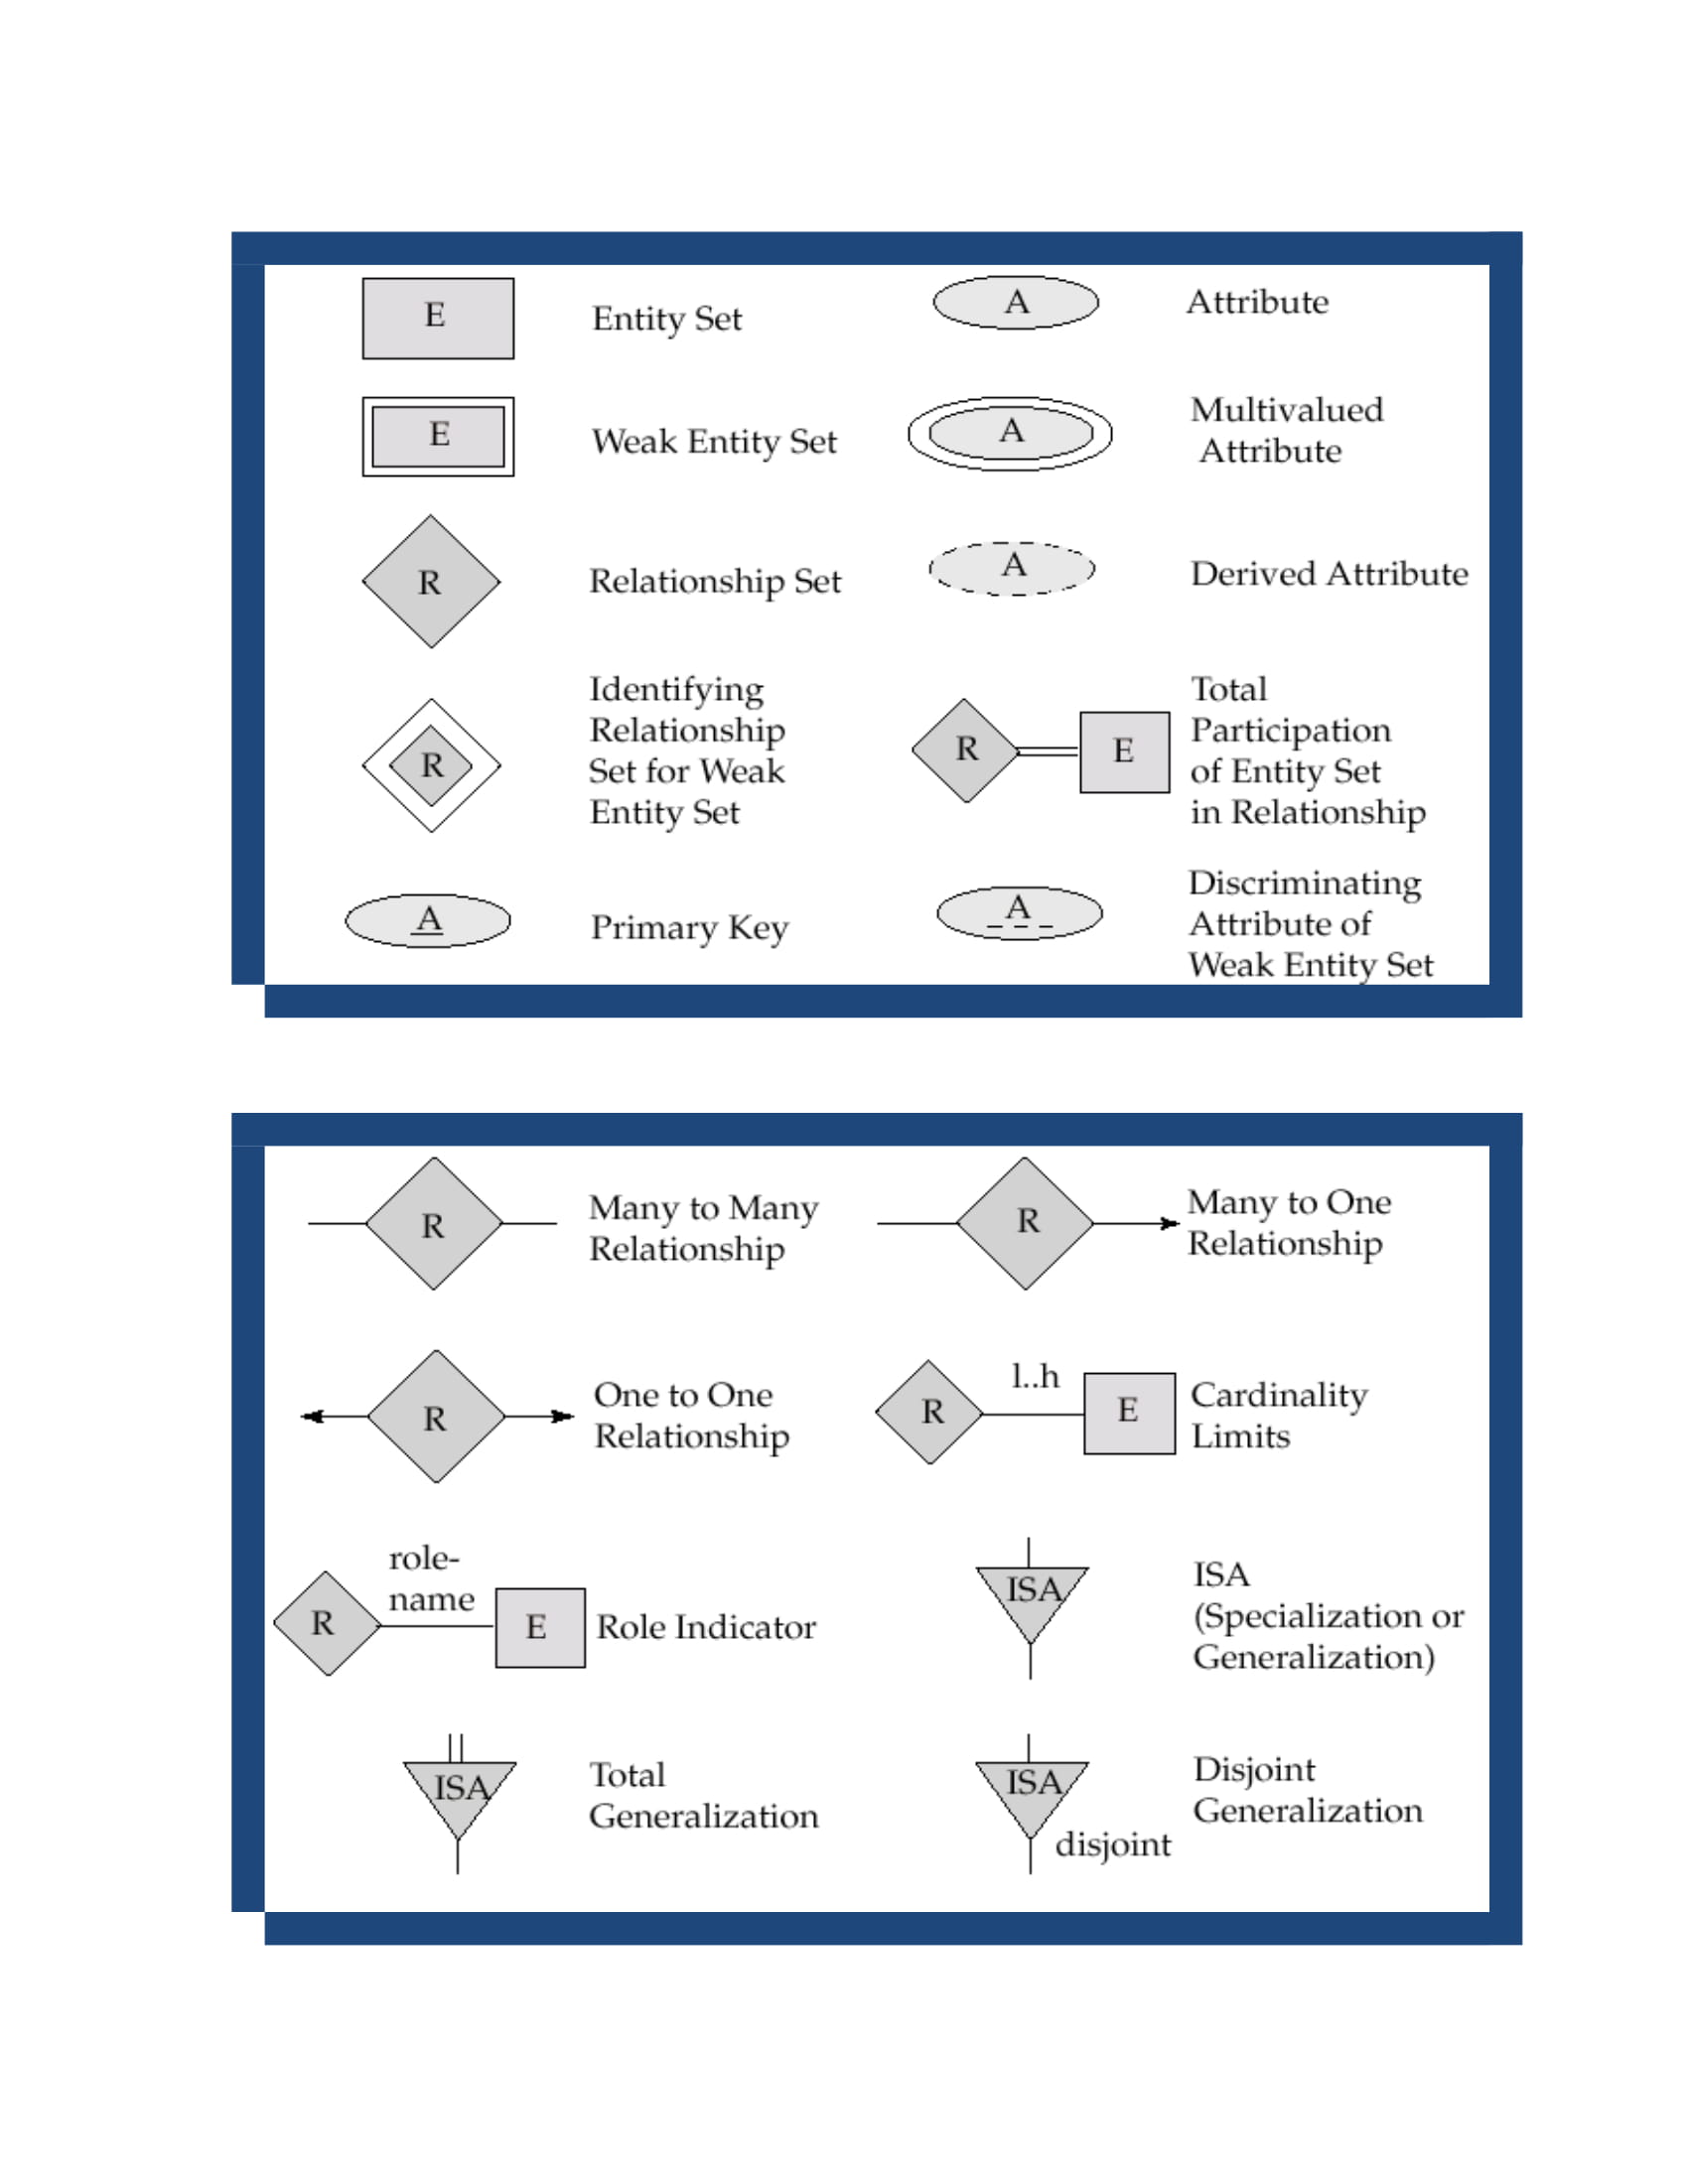 E
Entity Set
A
Attribute
E
Weak Entity Set
A
Multivalued
Attribute
R
Relationship Set
A
Derived Attribute
R
Identifying
Relationship
Set for Weak
Entity Set
R
E
Total
Participation
of Entity Set
in Relationship
A
Primary Key
A
Discriminating
Attribute of
Weak Entity Set
R
Many to Many
Relationship
R
Many to One
Relationship
R
One to One
Relationship
R
l..h
E
Cardinality
Limits
R
role-
name
E
Role Indicator
ISA
ISA
(Specialization or
Generalization)
ISA
Total
Generalization
ISA
disjoint
Disjoint
Generalization